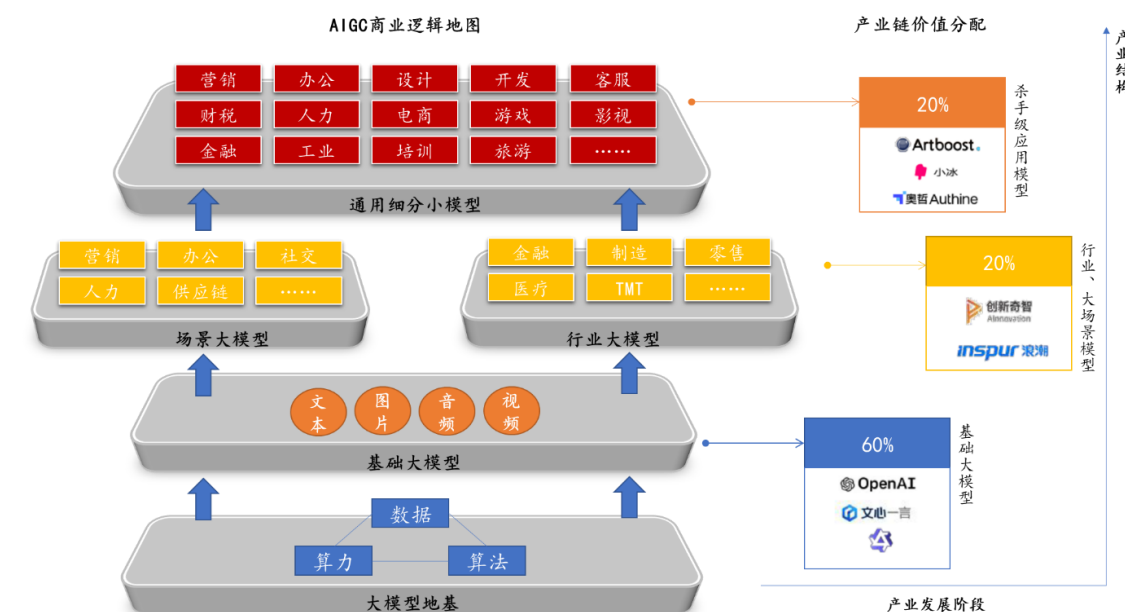 AIGC商业逻辑地图
产业链价值分配
产业结构
营销 办公 设计 开发 客服
财税 人力 电商 游戏 影视
金融 工业 培训 旅游 ……
通用细分小模型
20%
Artboost.
小冰
奥哲Authine
杀手级应用模型
营销 办公 社交
人力 供应链 ……
场景大模型
金融 制造 零售
医疗 TMT ……
行业大模型
20%
创新奇智
AInnovation
inspur 浪潮
行业、大场景模型
文本 图片 音频 视频
基础大模型
60%
OpenAI
文心一言
基础大模型
数据
算力 算法
大模型地基
产业发展阶段